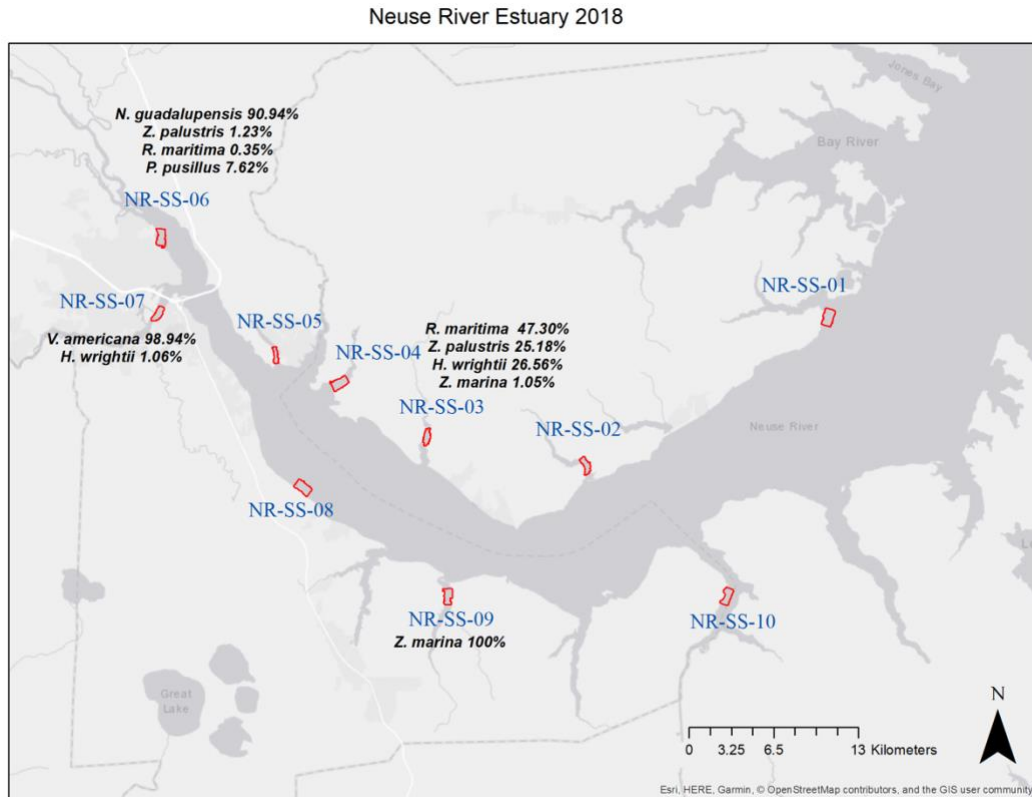 Neuse River Estuary 2018
Jones Bay
N. guadalupensis 90.94%
Z. palustris 1.23%
R. maritima 0.35%
P. pusillus 7.62%
Bay River
NR-SS-06
NR-SS-07
V. americana 98.94%
H. wrightii 1.06%
NR-SS-05
NR-SS-04
R. maritima 47.30%
Z. palustris 25.18%
H. wrightii 26.56%
Z. marina 1.05%
NR-SS-03
NR-SS-02
NR-SS-01
Neuse River
NR-SS-08
NR-SS-09
Z. marina 100%
NR-SS-10
Great
Lake
N
0 3.25 6.5 13 Kilometers
Esri, HERE, Garmin, © OpenStreetMap contributors, and the GIS user community